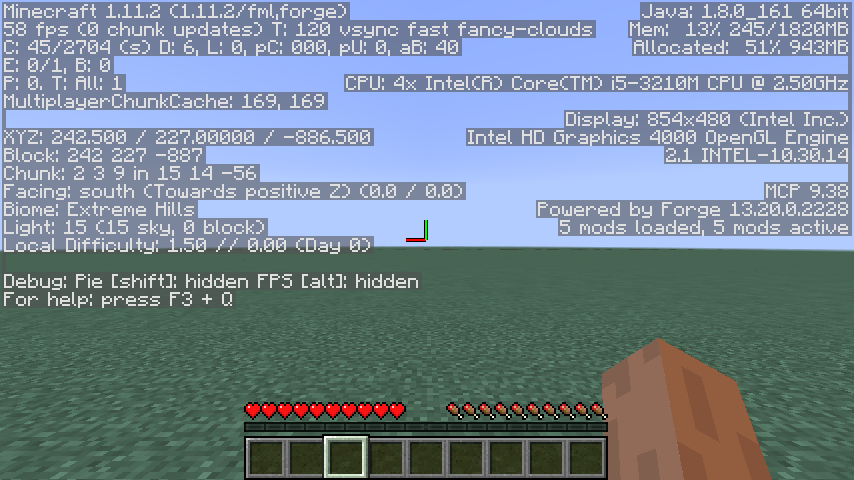 Minecraft 1.11.2 (1.11.2/fml,forge)
58 fps (0 chunk updates) T: 120 vsync fast fancy-clouds
C: 45/2704 (s) D: 6, L: 0, pC: 000, pU: 0, aB: 40
E: 0/1, B: 0
P: 0. T: All: 1
MultiplayerChunkCache: 169, 169
XYZ: 242.500 / 227.00000 / -886.500
Block: 242 227 -887
Chunk: 2 3 9 in 15 14 -56
Facing: south (Towards positive Z) (0.0 / 0.0)
Biome: Extreme Hills
Light: 15 (15 sky, 0 block)
Local Difficulty: 1.50 // 0.00 (Day 0)
Debug: Pie [shift]: hidden FPS [alt]: hidden
For help: press F3 + Q
Java: 1.8.0_161 64bit
Mem: 13% 245/1820MB
Allocated: 51% 943MB
CPU: 4x Intel(R) Core(TM) i5-3210M CPU @ 2.50GHz
Display: 854x480 (Intel Inc.)
Intel HD Graphics 4000 OpenGL Engine
2.1 INTEL-10.30.14
MCP 9.38
Powered by Forge 13.20.0.2228
5 mods loaded, 5 mods active